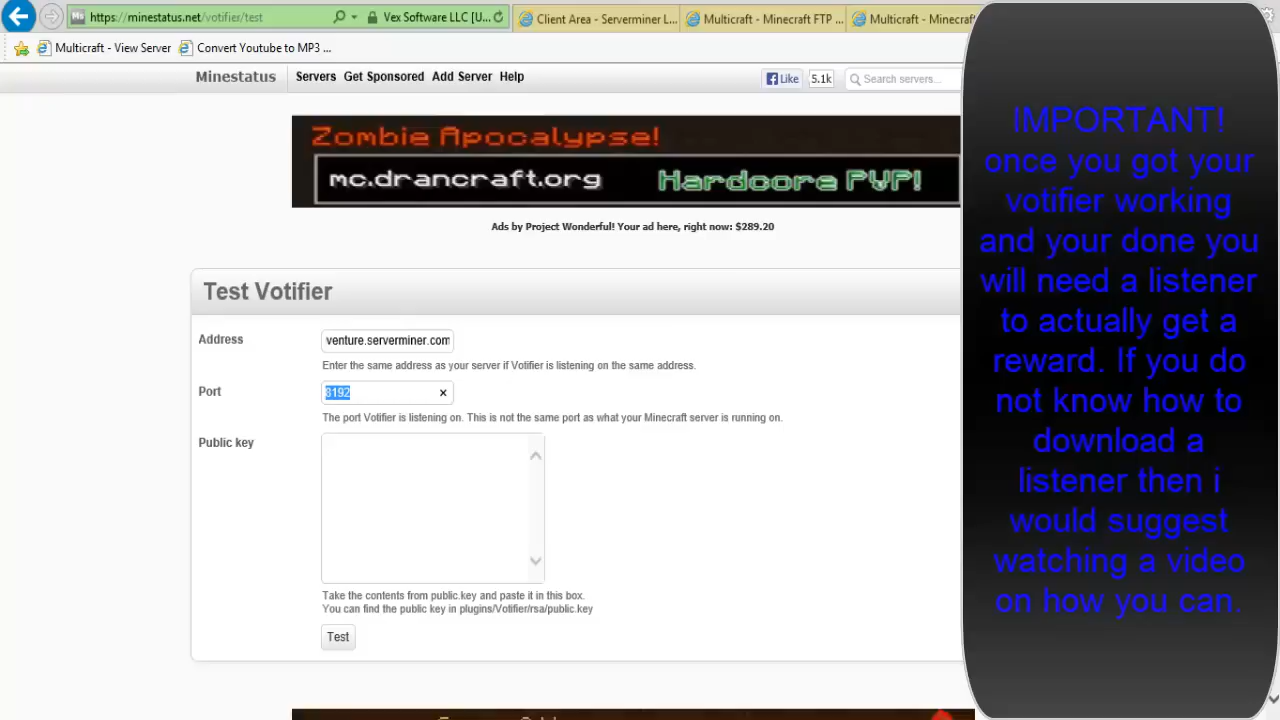 https://minestatus.net/votifier/test
Vex Software LLC [U...
Client Area - Serverminer L...
Multicraft - Minecraft FTP ...
Multicraft - Minecraft
Multicraft - View Server
Convert Youtube to MP3 ...
Minestatus
Servers Get Sponsored Add Server Help
Like
5.1k
Search servers...
Zombie Apocalypse!
mc.drancraft.org
Hardcore PVP!
Ads by Project Wonderful! Your ad here, right now: $289.20
Test Votifier
Address
venture.serverminer.com
Enter the same address as your server if Votifier is listening on the same address.
Port
8192
The port Votifier is listening on. This is not the same port as what your Minecraft server is running on.
Public key
Take the contents from public.key and paste it in this box.
You can find the public key in plugins/Votifier/rsa/public.key
Test
IMPORTANT!
once you got your
votifier working
and your done you
will need a listener
to actually get a
reward. If you do
not know how to
download a
listener then i
would suggest
watching a video
on how you can.